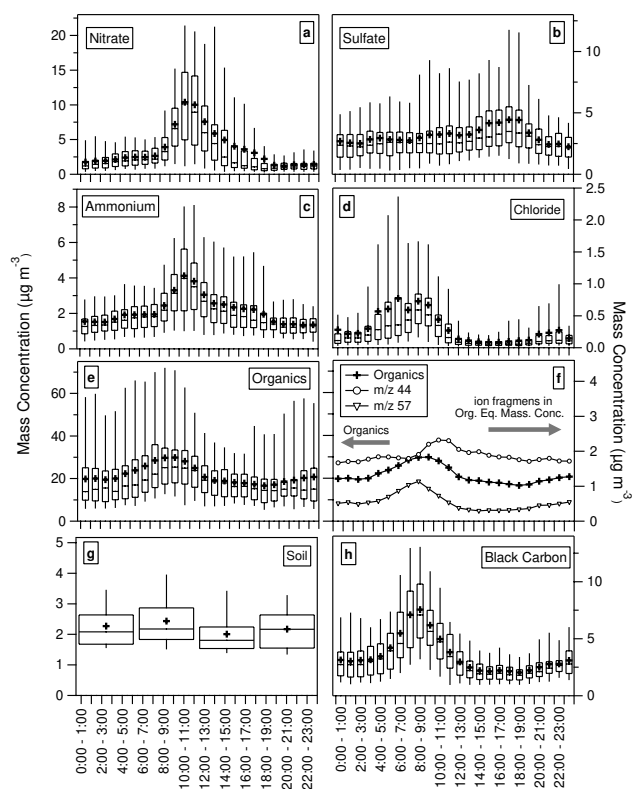 Nitrate
a
20
15
10
5
0
Sulfate
b
10
5
0
Ammonium
c
8
6
4
2
0
d
Chloride
2.5
2.0
1.5
1.0
0.5
0.0
e
Organics
60
40
20
0
f
Organics
m/z 44
m/z 57
Organics
ion fragmens in
Org. Eq. Mass. Conc.
4
3
2
1
0
g
Soil
5
4
3
2
1
0
h
Black Carbon
10
5
0
Mass Concentration (µg m-3)
Mass Concentration (µg m-3)
0:00 - 1:00
2:00 - 3:00
4:00 - 5:00
6:00 - 7:00
8:00 - 9:00
10:00 - 11:00
12:00 - 13:00
14:00 - 15:00
16:00 - 17:00
18:00 - 19:00
20:00 - 21:00
22:00 - 23:00
0:00 - 1:00
2:00 - 3:00
4:00 - 5:00
6:00 - 7:00
8:00 - 9:00
10:00 - 11:00
12:00 - 13:00
14:00 - 15:00
16:00 - 17:00
18:00 - 19:00
20:00 - 21:00
22:00 - 23:00